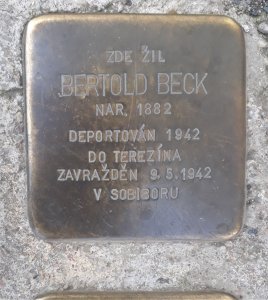 ZDE ŽIL
BERTOLD BECK
NAR. 1882
DEPORTOVÁN 1942
DO TEREZÍNA
ZAVRAŽDĚN 9.5.1942
V SOBIBORU